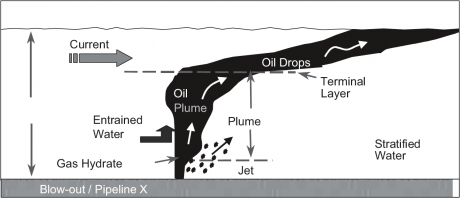 Current
Oil Drops
Terminal
Layer
Oil
Plume
Plume
Entrained
Water
Stratified
Water
Gas Hydrate
Jet
Blow-out / Pipeline X